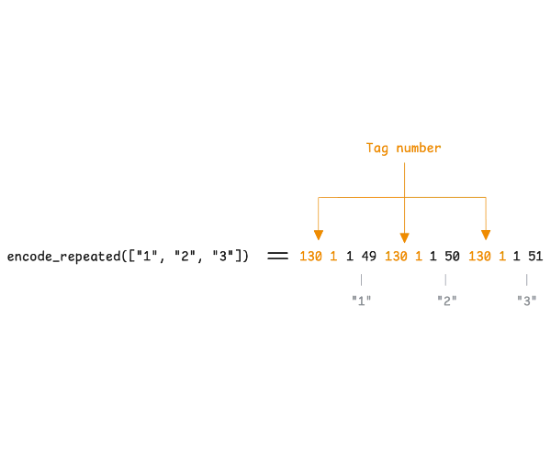 Tag number
encode_repeated(["1", "2", "3"]) == 130 1 1 49 130 1 1 50 130 1 1 51
"1" "2" "3"